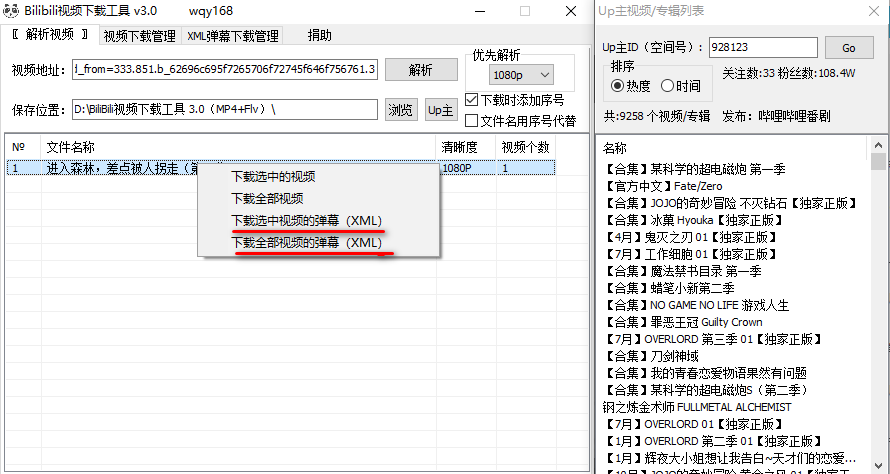 Bilibili视频下载工具 v3.0 wqy168
〖 解析视频 〗 视频下载管理 XML弹幕下载管理 捐助
视频地址： i_from=333.851.b_62696c695f7265706f72745f646f756761.3 解析
优先解析
1080p
保存位置： D:\BiliBili视频下载工具 3.0（MP4+Flv）\ 浏览 Up主
下载时添加序号
文件名用序号代替
№ 文件名称 清晰度 视频个数
1 进入森林，差点被人拐走（第 1080P 1
下载选中的视频
下载全部视频
下载选中视频的弹幕（XML）
下载全部视频的弹幕（XML）
Up主视频/专辑列表
Up主ID（空间号）： 928123 Go
排序
热度 时间
关注数:33 粉丝数:108.4W
共:9258 个视频/专辑 发布：哔哩哔哩番剧
名称
【合集】某科学的超电磁炮 第一季
【官方中文】Fate/Zero
【合集】JOJO的奇妙冒险 不灭钻石【独家正版】
【合集】冰菓 Hyouka【独家正版】
【4月】鬼灭之刃 01【独家正版】
【7月】工作细胞 01【独家正版】
【合集】魔法禁书目录 第一季
【合集】蜡笔小新第二季
【合集】NO GAME NO LIFE 游戏人生
【合集】罪恶王冠 Guilty Crown
【7月】OVERLORD 第三季 01【独家正版】
【合集】刀剑神域
【合集】我的青春恋爱物语果然有问题
【合集】某科学的超电磁炮S（第二季）
钢之炼金术师 FULLMETAL ALCHEMIST
【7月】OVERLORD 01【独家正版】
【1月】OVERLORD 第二季 01【独家正版】
【1月】辉夜大小姐想让我告白~天才们的恋爱...
【10月】JOJO的奇妙冒险 黄金之风 01【独家正...